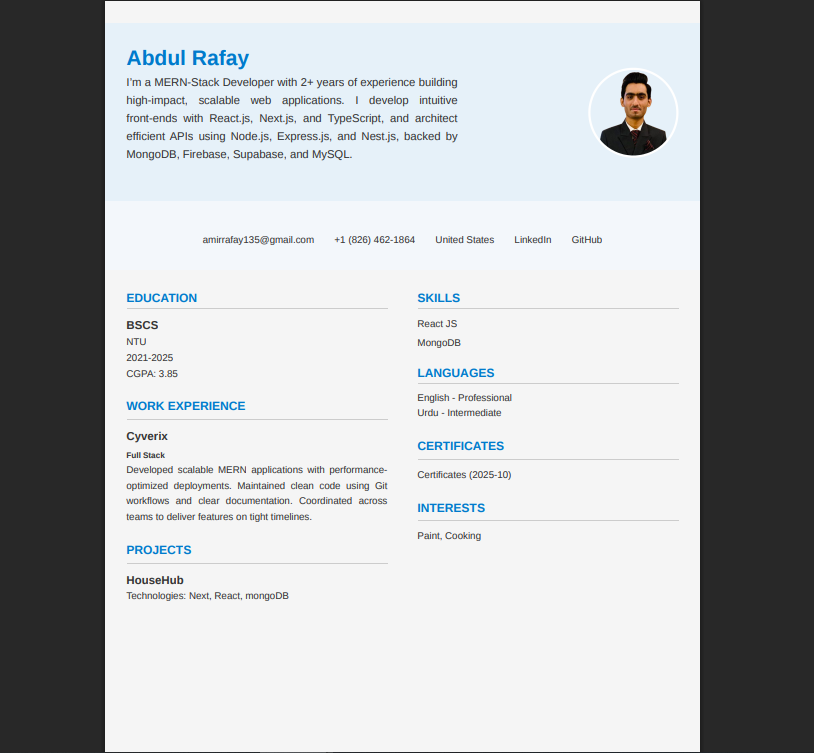 Abdul Rafay
I'm a MERN-Stack Developer with 2+ years of experience building
high-impact, scalable web applications. I develop intuitive
front-ends with React.js, Next.js, and TypeScript, and architect
efficient APIs using Node.js, Express.js, and Nest.js, backed by
MongoDB, Firebase, Supabase, and MySQL.
amirrafay135@gmail.com +1 (826) 462-1864 United States LinkedIn GitHub
EDUCATION
BSCS
NTU
2021-2025
CGPA: 3.85
WORK EXPERIENCE
Cyverix
Full Stack
Developed scalable MERN applications with performance-
optimized deployments. Maintained clean code using Git
workflows and clear documentation. Coordinated across
teams to deliver features on tight timelines.
PROJECTS
HouseHub
Technologies: Next, React, mongoDB
SKILLS
React JS
MongoDB
LANGUAGES
English - Professional
Urdu - Intermediate
CERTIFICATES
Certificates (2025-10)
INTERESTS
Paint, Cooking